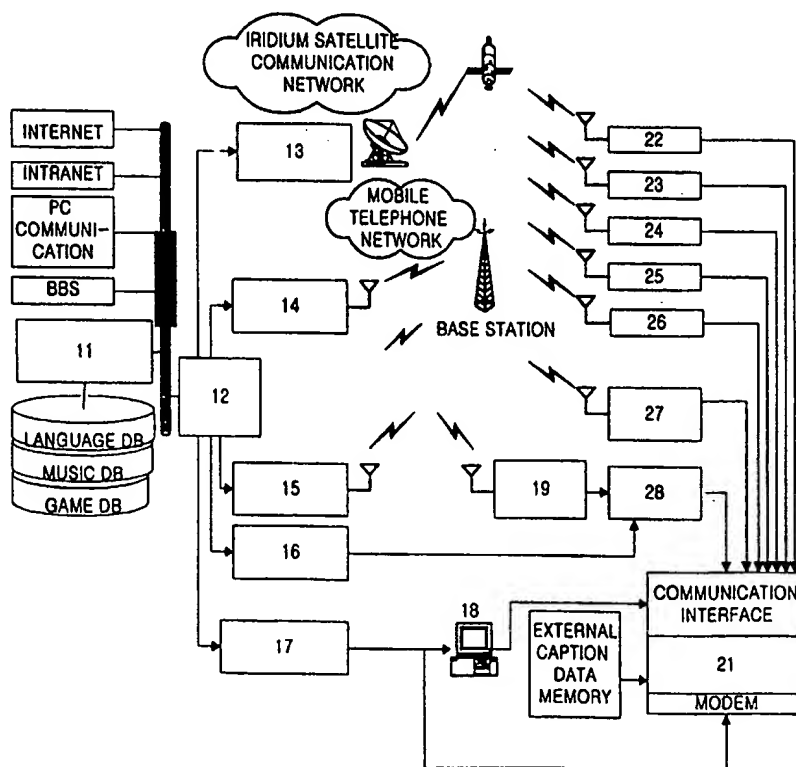 IRIDIUM SATELLITE
COMMUNICATION
NETWORK
INTERNET
INTRANET
PC
COMMUNI-
CATION
BBS
11
LANGUAGE DB
MUSIC DB
GAME DB
12
13
MOBILE
TELEPHONE
NETWORK
14
BASE STATION
15
16
17
18
19
22
23
24
25
26
27
28
COMMUNICATION
INTERFACE
21
MODEM
EXTERNAL
CAPTION
DATA
MEMORY